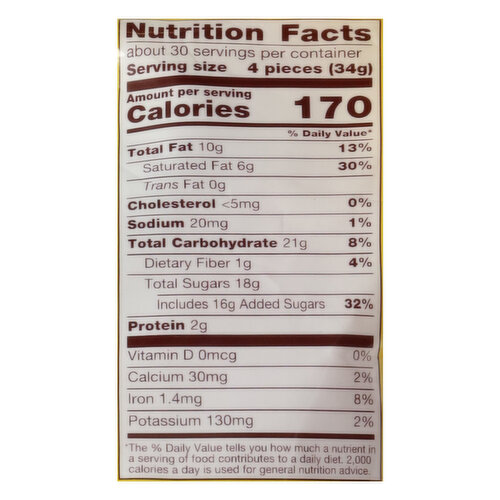 Nutrition Facts
about 30 servings per container
Serving size 4 pieces (34g)
Amount per serving
Calories 170
% Daily Value*
Total Fat 10g 13%
Saturated Fat 6g 30%
Trans Fat 0g
Cholesterol <5mg 0%
Sodium 20mg 1%
Total Carbohydrate 21g 8%
Dietary Fiber 1g 4%
Total Sugars 18g
Includes 16g Added Sugars 32%
Protein 2g
Vitamin D 0mcg 0%
Calcium 30mg 2%
Iron 1.4mg 8%
Potassium 130mg 2%
*The % Daily Value tells you how much a nutrient in
a serving of food contributes to a daily diet. 2,000
calories a day is used for general nutrition advice.